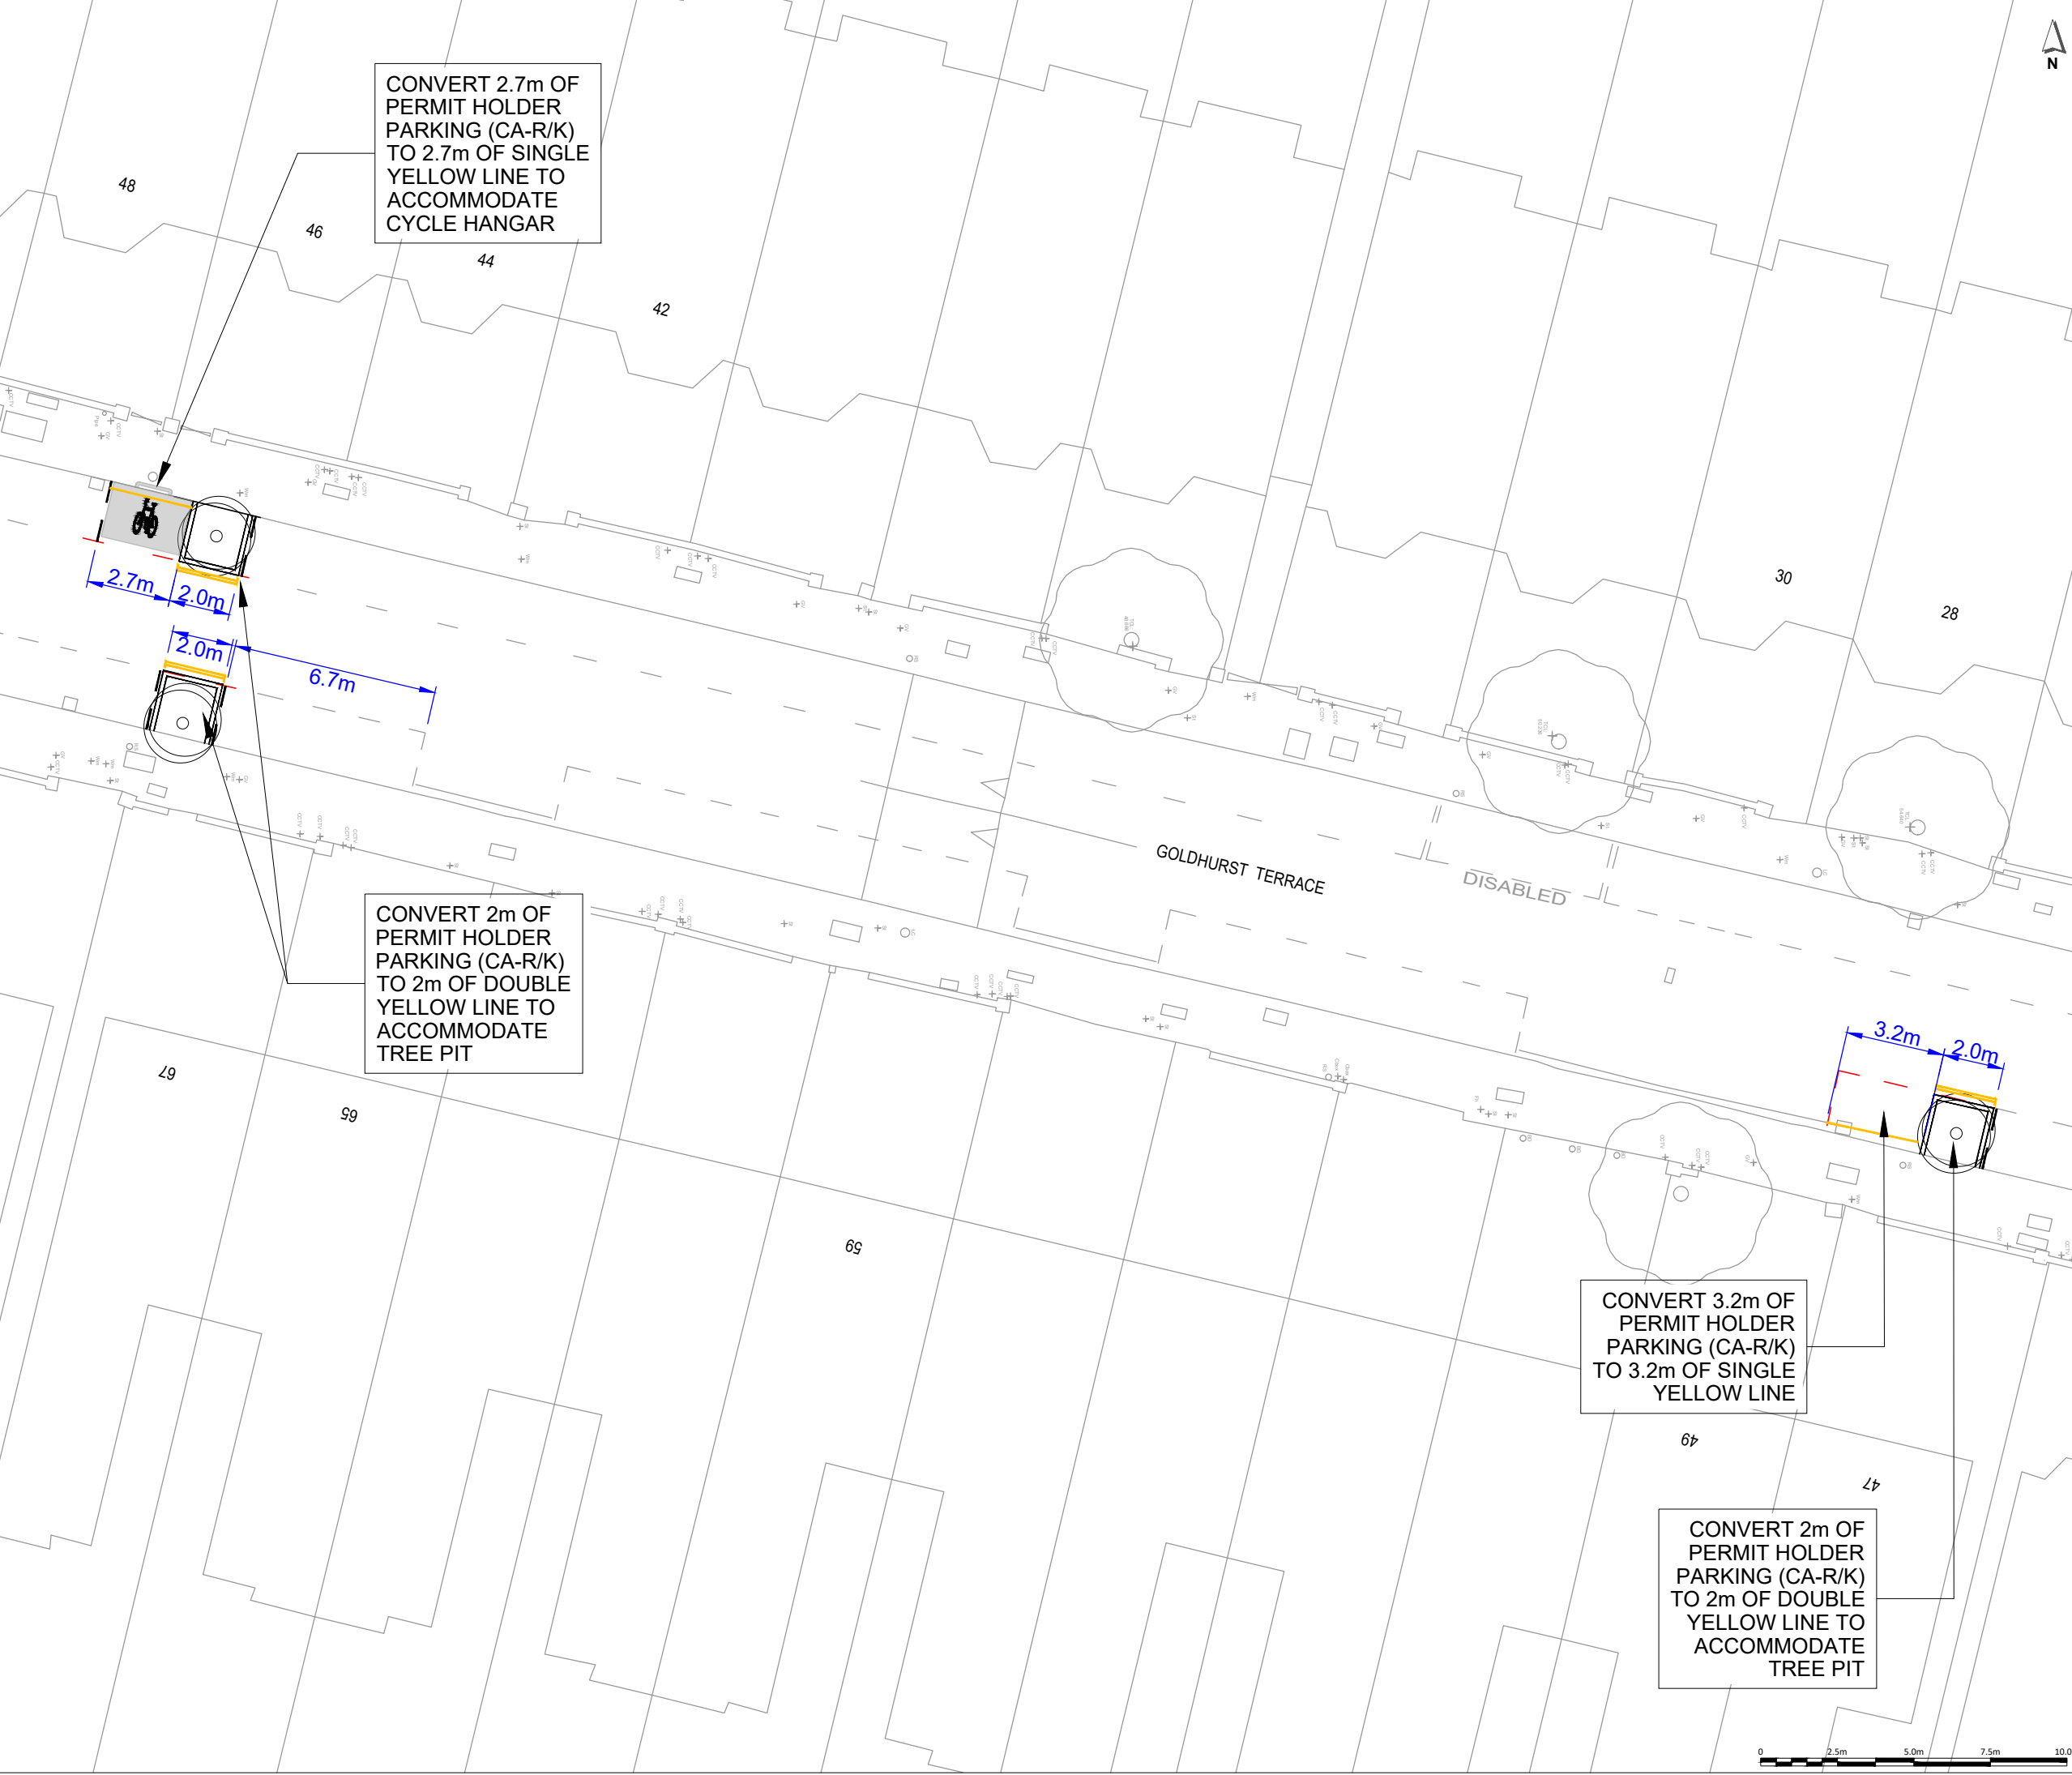 N
CONVERT 2.7m OF
PERMIT HOLDER
PARKING (CA-R/K)
TO 2.7m OF SINGLE
YELLOW LINE TO
ACCOMMODATE
CYCLE HANGAR
48
46
44
42
30
28
2.7m
2.0m
2.0m
6.7m
GOLDHURST TERRACE
DISABLED
CONVERT 2m OF
PERMIT HOLDER
PARKING (CA-R/K)
TO 2m OF DOUBLE
YELLOW LINE TO
ACCOMMODATE
TREE PIT
3.2m
2.0m
67
65
59
CONVERT 3.2m OF
PERMIT HOLDER
PARKING (CA-R/K)
TO 3.2m OF SINGLE
YELLOW LINE
49
47
CONVERT 2m OF
PERMIT HOLDER
PARKING (CA-R/K)
TO 2m OF DOUBLE
YELLOW LINE TO
ACCOMMODATE
TREE PIT
0 2.5m 5.0m 7.5m 10.0